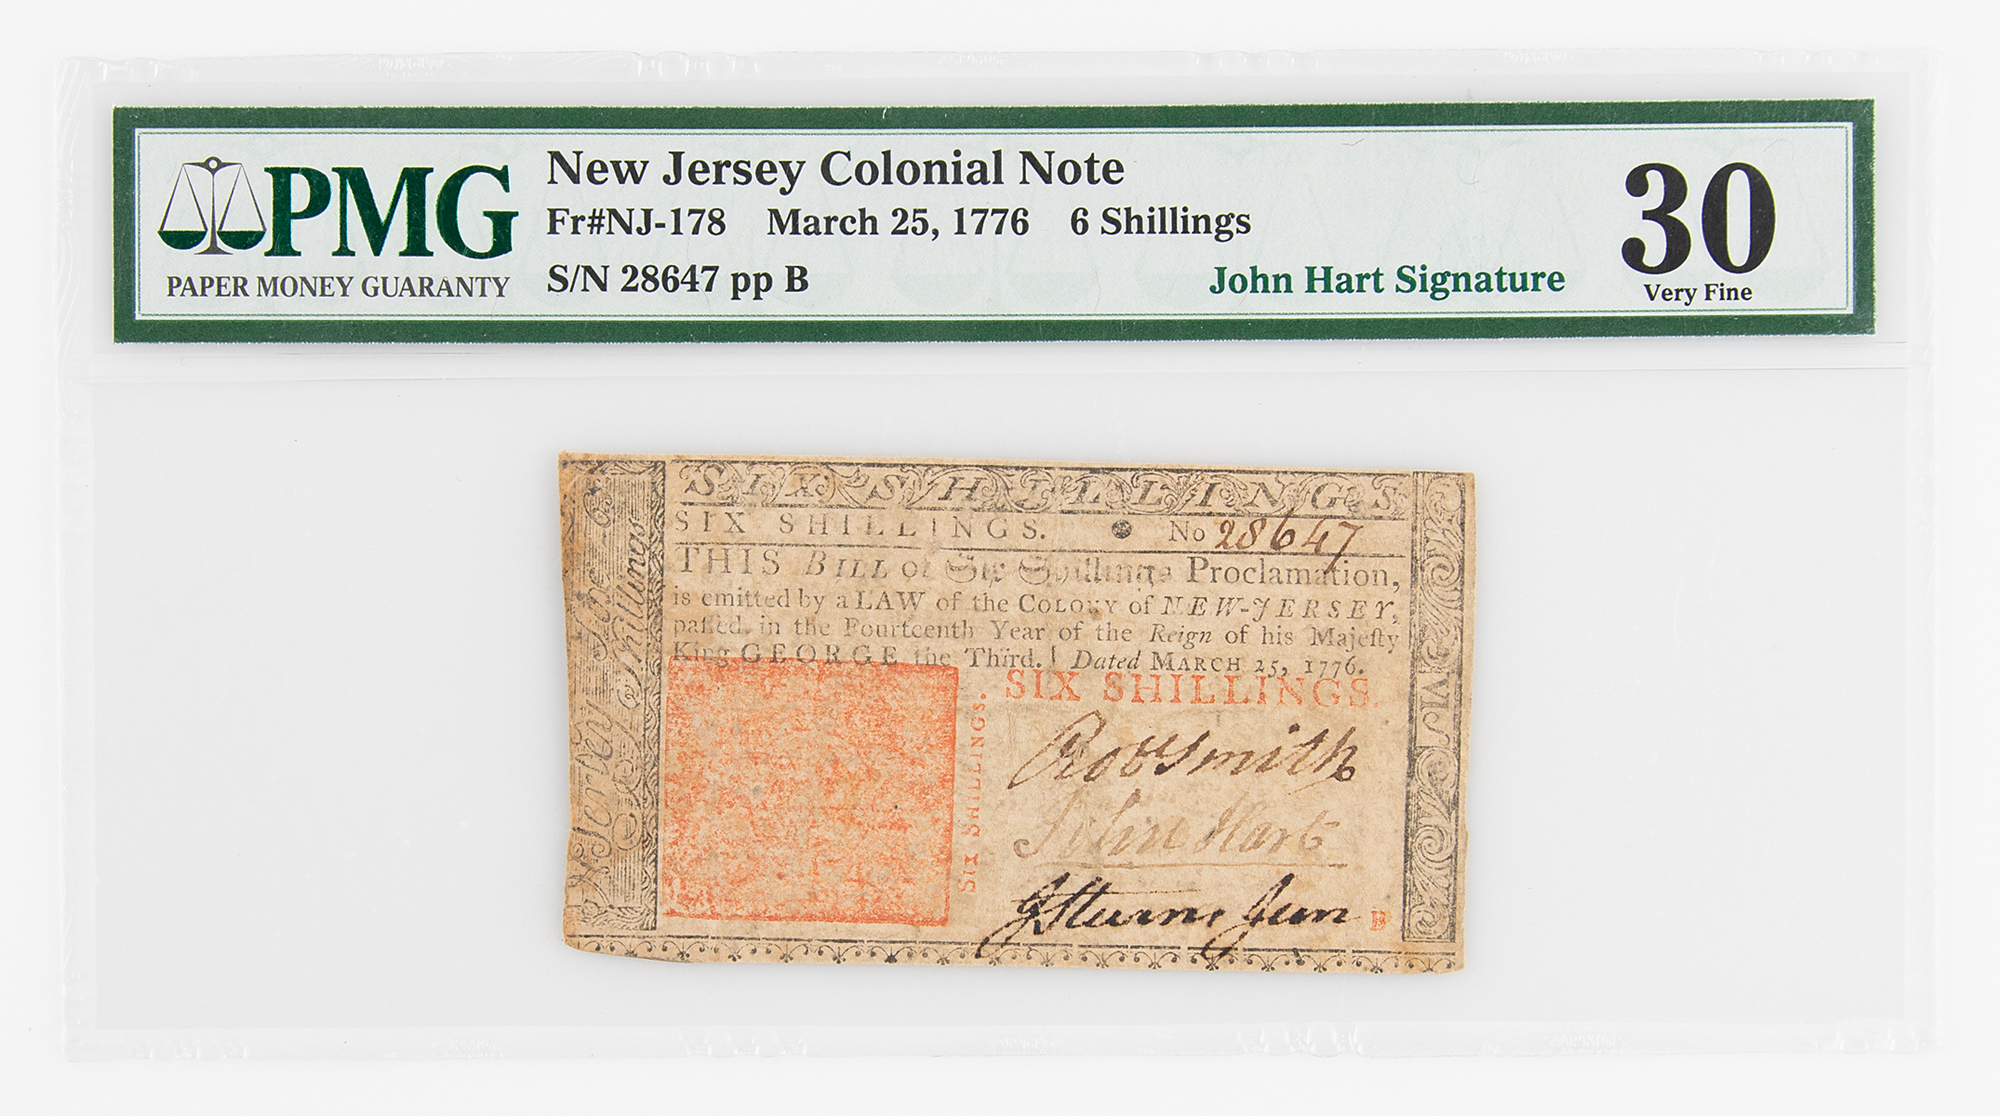 PMG
PAPER MONEY GUARANTY
New Jersey Colonial Note
Fr#NJ-178 March 25, 1776 6 Shillings
S/N 28647 pp B
John Hart Signature
30
Very Fine
SIX SHILLINGS
SIX SHILLINGS. No 28647
THIS BILL of Six Shillings Proclamation,
is emitted by a LAW of the COLONY of NEW-JERSEY,
paſſed in the Fourteenth Year of the Reign of his Majeſty
King GEORGE the Third. Dated MARCH 25, 1776.
SIX SHILLINGS.
SIX SHILLINGS.
Robt Smith
John Hart
B
Jerſey
Shillings
VIS